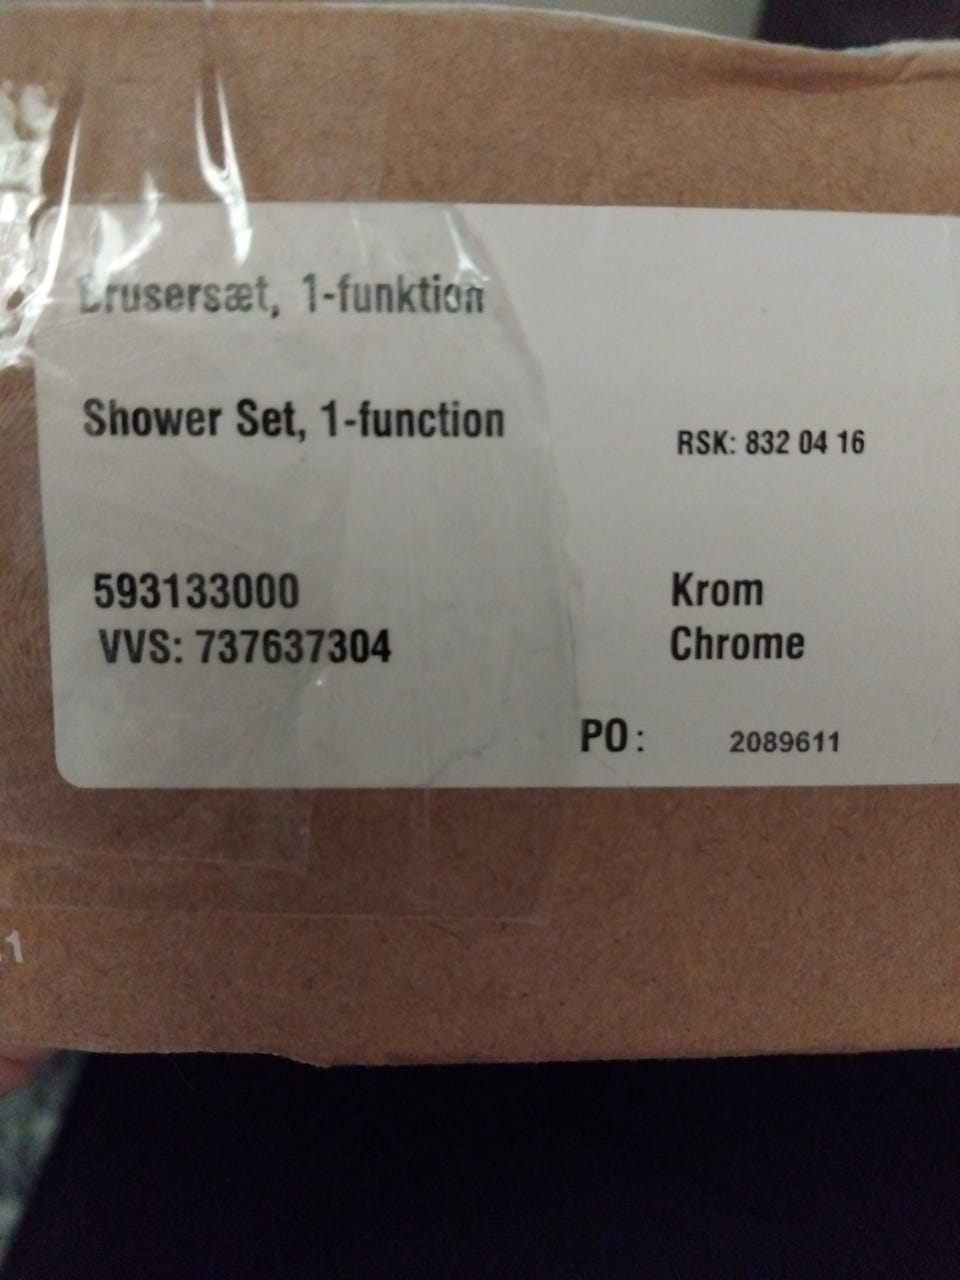 Brusersæt, 1-funktion
Shower Set, 1-function
RSK: 832 04 16
593133000
VVS: 737637304
Krom
Chrome
PO: 2089611